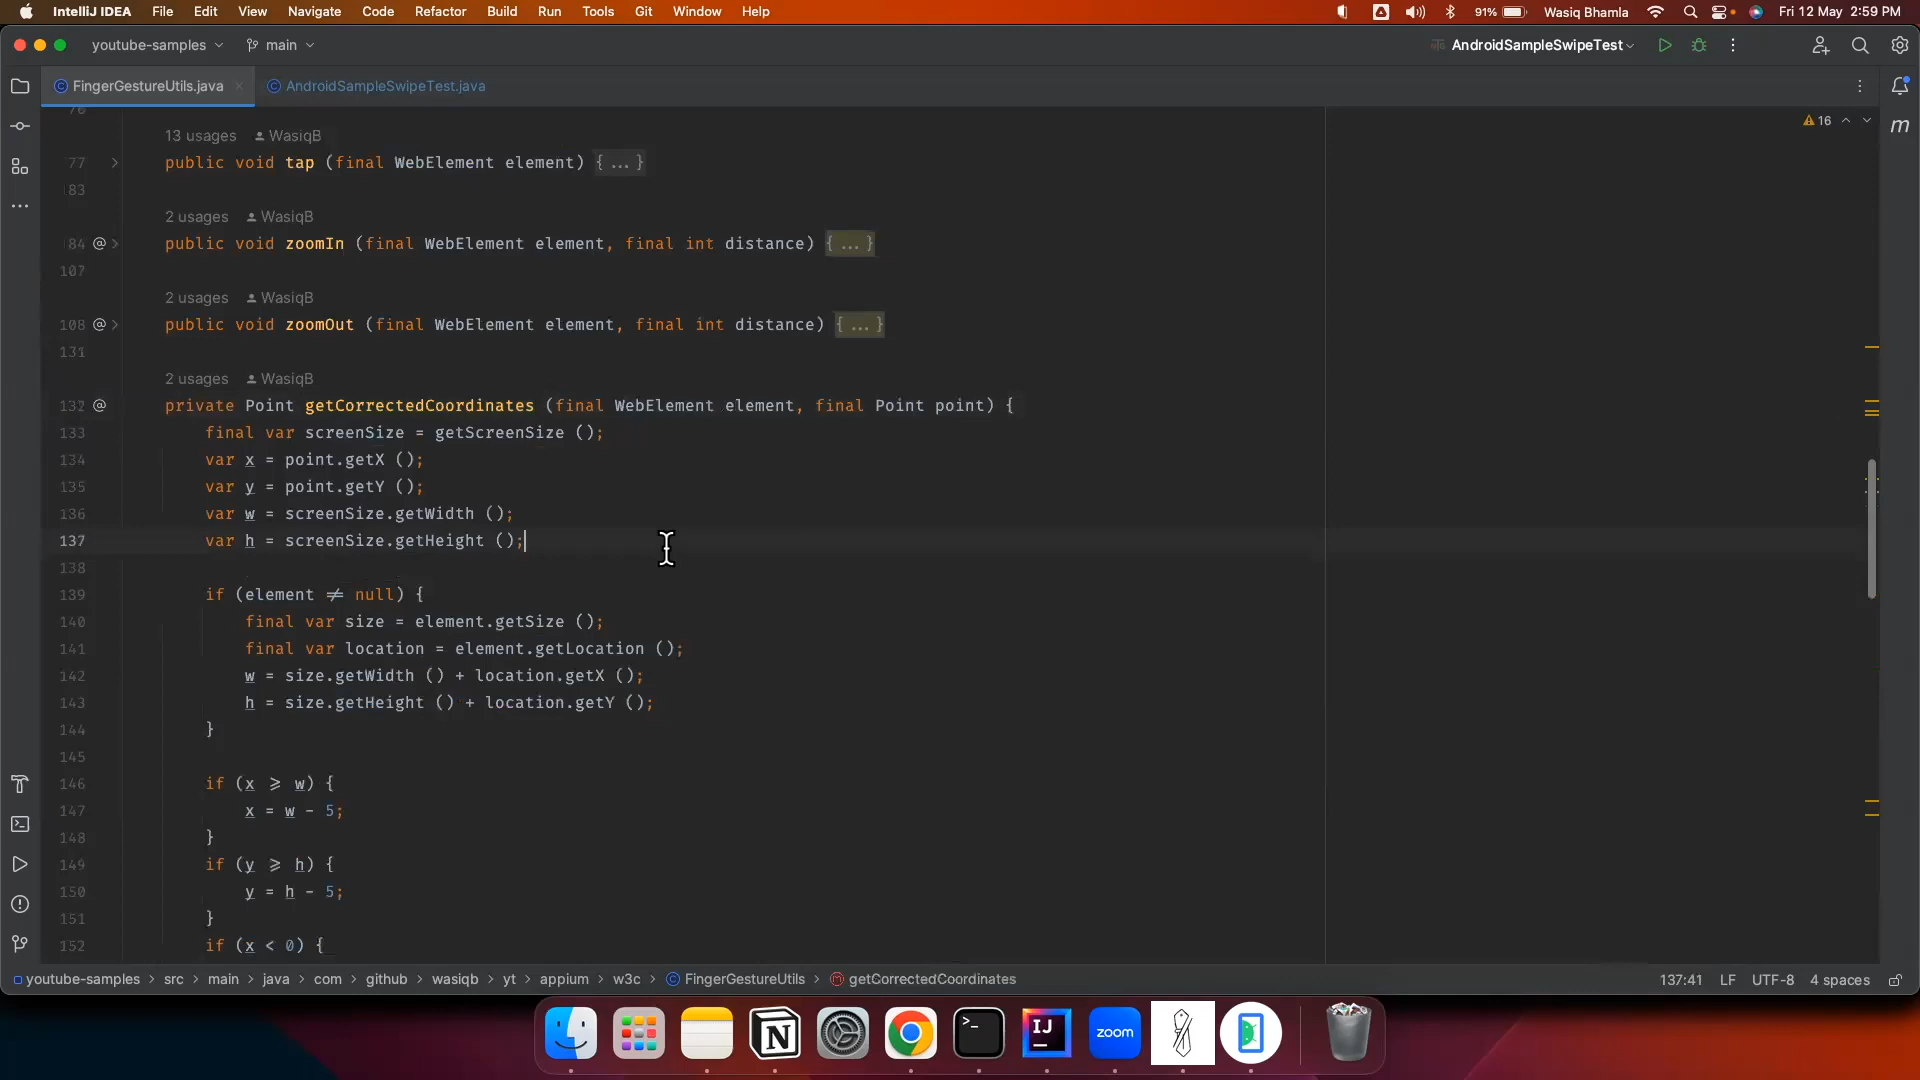 IntelliJ IDEA File Edit View Navigate Code Refactor Build Run Tools Git Window Help 91% Wasiq Bhamla Fri 12 May 2:59 PM
youtube-samples main AndroidSampleSwipeTest
FingerGestureUtils.java AndroidSampleSwipeTest.java
76
13 usages WasiqB 16
77 public void tap (final WebElement element) {...}
83
2 usages WasiqB
84 @ public void zoomIn (final WebElement element, final int distance) {...}
107
2 usages WasiqB
108 @ public void zoomOut (final WebElement element, final int distance) {...}
131
2 usages WasiqB
132 @ private Point getCorrectedCoordinates (final WebElement element, final Point point) {
133 final var screenSize = getScreenSize ();
134 var x = point.getX ();
135 var y = point.getY ();
136 var w = screenSize.getWidth ();
137 var h = screenSize.getHeight ();
138
139 if (element ≠ null) {
140 final var size = element.getSize ();
141 final var location = element.getLocation ();
142 w = size.getWidth () + location.getX ();
143 h = size.getHeight () + location.getY ();
144 }
145
146 if (x ⩾ w) {
147 x = w - 5;
148 }
149 if (y ⩾ h) {
150 y = h - 5;
151 }
152 if (x < 0) {
youtube-samples > src > main > java > com > github > wasiqb > yt > appium > w3c > FingerGestureUtils > getCorrectedCoordinates 137:41 LF UTF-8 4 spaces
IJ zoom